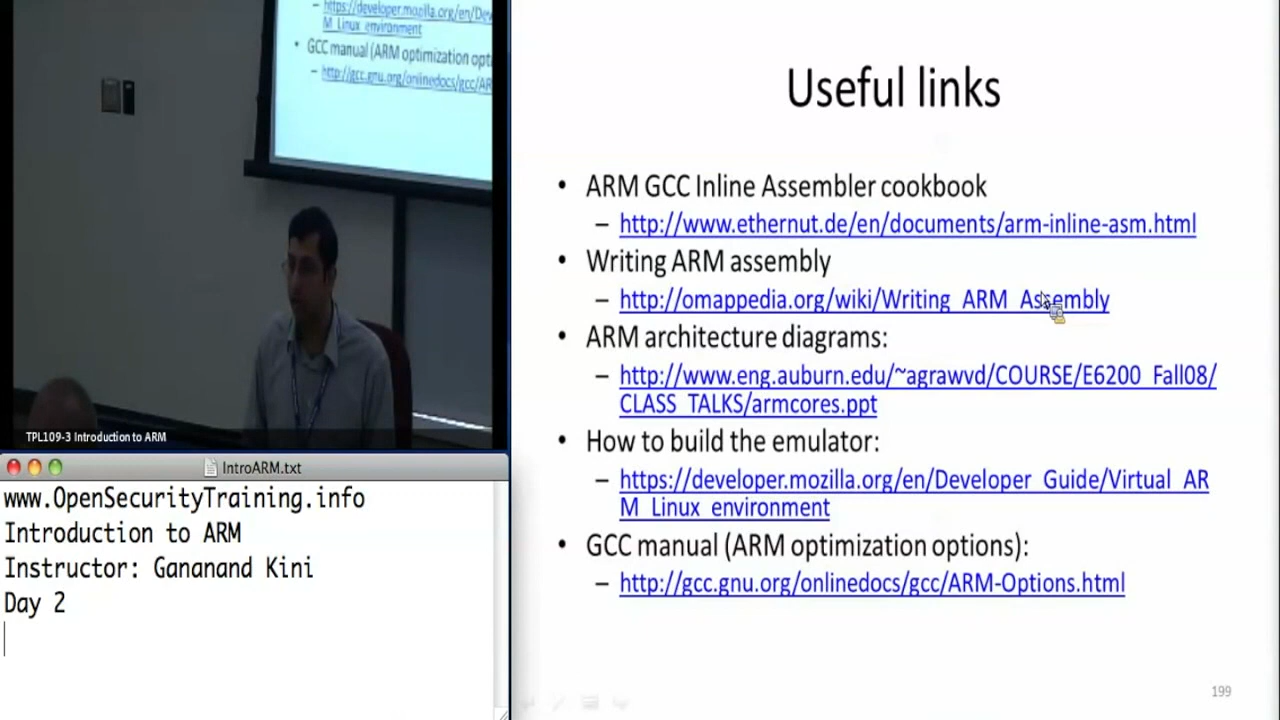 https://developer.mozilla.org/en/Dev
M_Linux_environment
• GCC manual (ARM optimization opt
– http://gcc.gnu.org/onlinedocs/gcc/AR
TPL109-3 Introduction to ARM
IntroARM.txt
www.OpenSecurityTraining.info
Introduction to ARM
Instructor: Gananand Kini
Day 2
Useful links
• ARM GCC Inline Assembler cookbook
– http://www.ethernut.de/en/documents/arm-inline-asm.html
• Writing ARM assembly
– http://omappedia.org/wiki/Writing_ARM_Assembly
• ARM architecture diagrams:
– http://www.eng.auburn.edu/~agrawvd/COURSE/E6200_Fall08/
CLASS_TALKS/armcores.ppt
• How to build the emulator:
– https://developer.mozilla.org/en/Developer_Guide/Virtual_AR
M_Linux_environment
• GCC manual (ARM optimization options):
– http://gcc.gnu.org/onlinedocs/gcc/ARM-Options.html
199